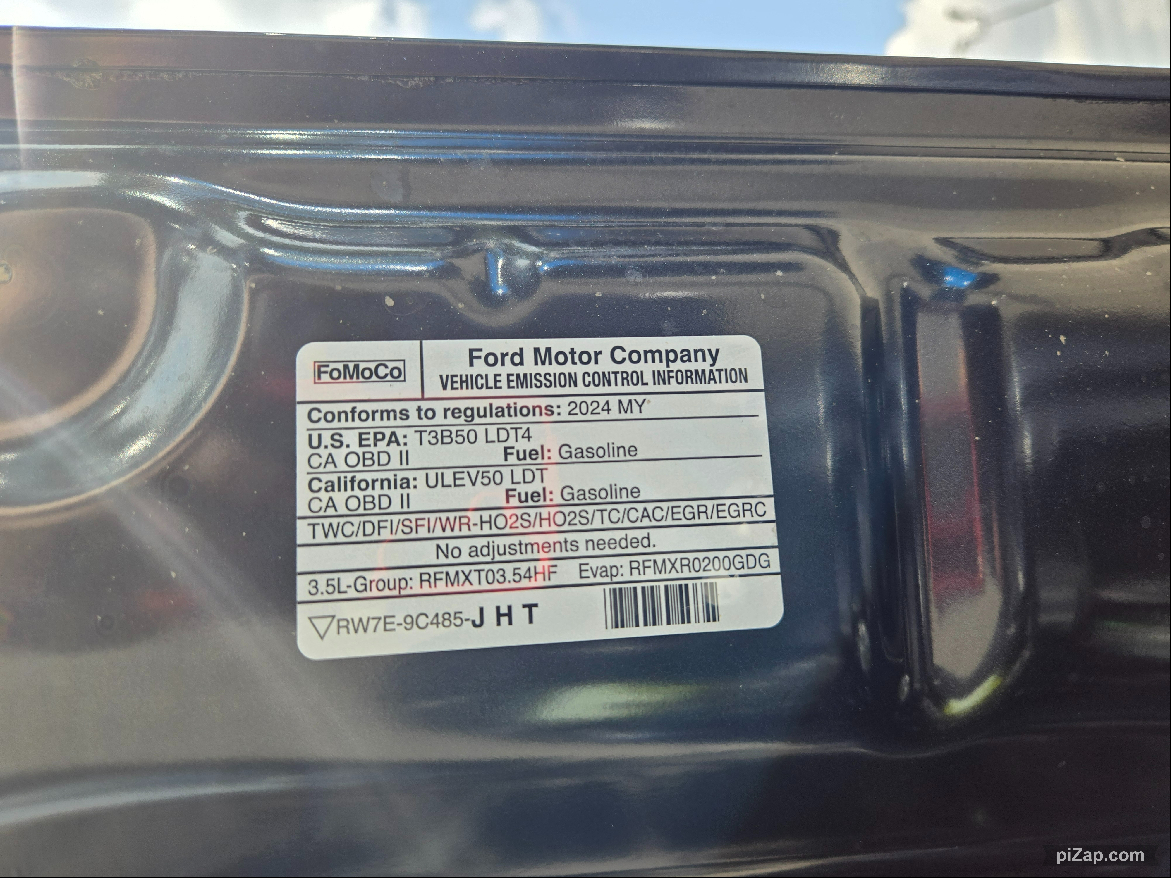 FoMoCo
Ford Motor Company
VEHICLE EMISSION CONTROL INFORMATION
Conforms to regulations: 2024 MY
U.S. EPA: T3B50 LDT4
CA OBD II Fuel: Gasoline
California: ULEV50 LDT
CA OBD II Fuel: Gasoline
TWC/DFI/SFI/WR-HO2S/HO2S/TC/CAC/EGR/EGRC
No adjustments needed.
3.5L-Group: RFMXT03.54HF Evap: RFMXR0200GDG
RW7E-9C485-J H T
piZap.com